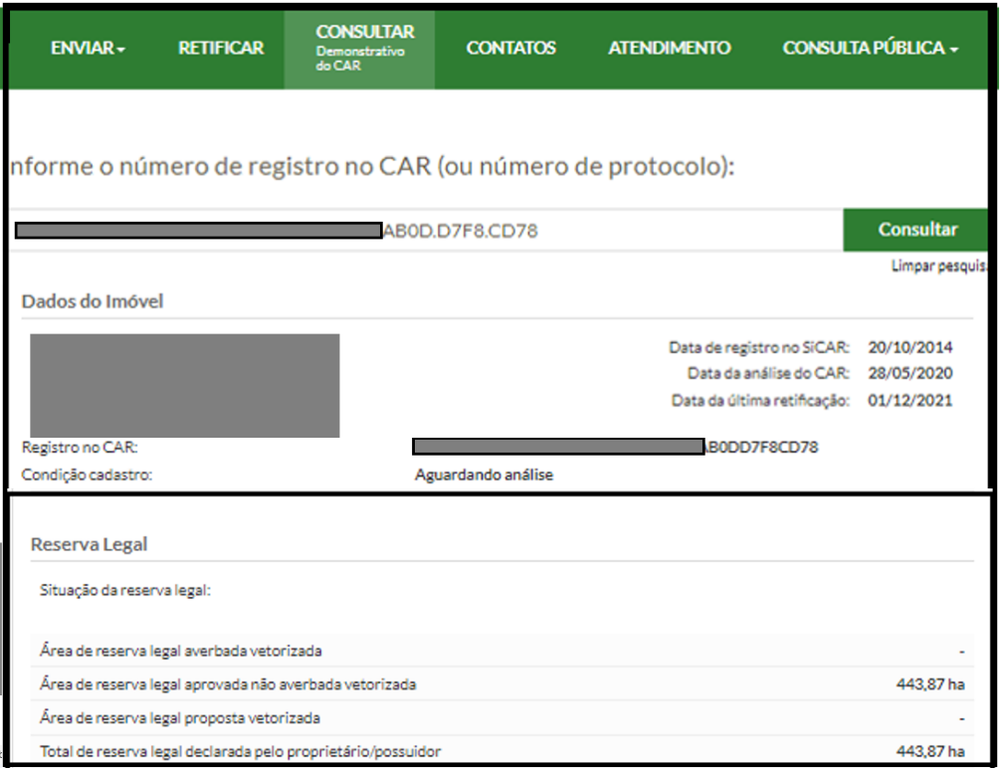 ENVIAR
RETIFICAR
CONSULTAR
Demonstrativo
do CAR
CONTATOS
ATENDIMENTO
CONSULTA PÚBLICA
nforme o número de registro no CAR (ou número de protocolo):
AB0D.D7F8.CD78
Consultar
Limpar pesquis
Dados do Imóvel
Data de registro no SiCAR: 20/10/2014
Data da análise do CAR: 28/05/2020
Data da última retificação: 01/12/2021
Registro no CAR: B0DD7F8CD78
Condição cadastro: Aguardando análise
Reserva Legal
Situação da reserva legal:
Área de reserva legal averbada vetorizada -
Área de reserva legal aprovada não averbada vetorizada 443,87 ha
Área de reserva legal proposta vetorizada -
Total de reserva legal declarada pelo proprietário/possuidor 443,87 ha